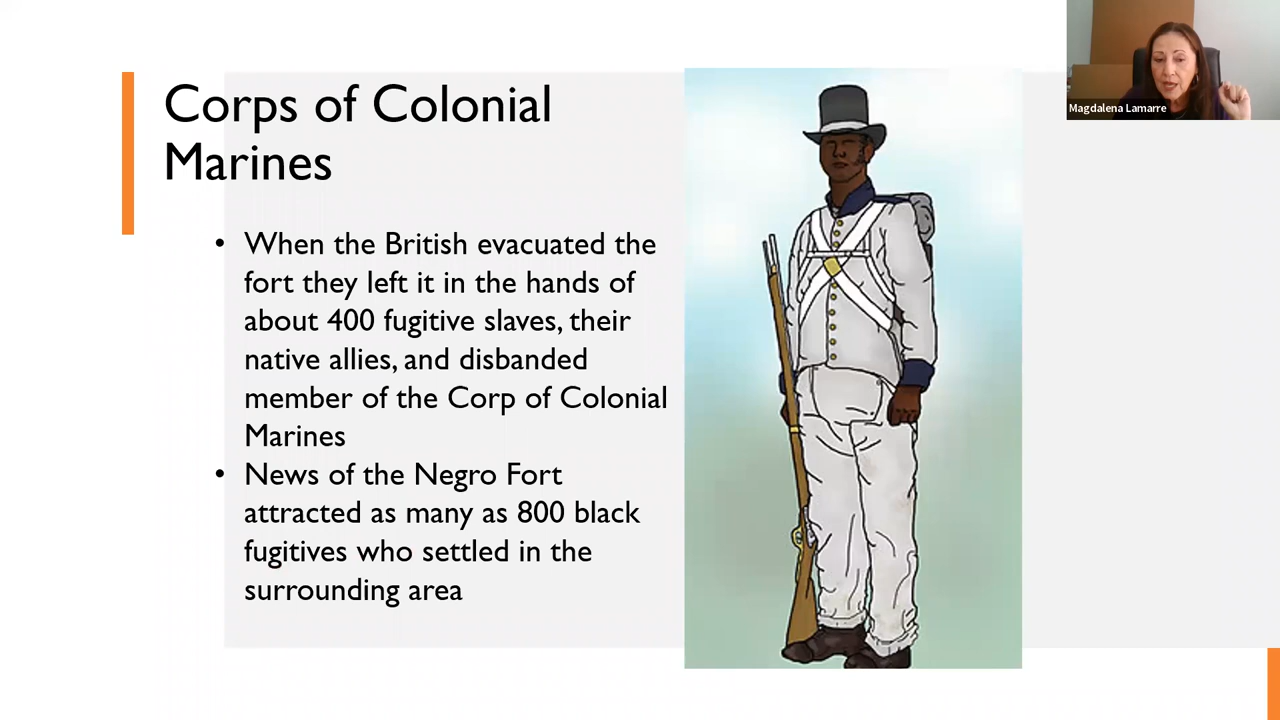 Corps of Colonial
Marines
• When the British evacuated the
fort they left it in the hands of
about 400 fugitive slaves, their
native allies, and disbanded
member of the Corp of Colonial
Marines
• News of the Negro Fort
attracted as many as 800 black
fugitives who settled in the
surrounding area
Magdalena Lamarre